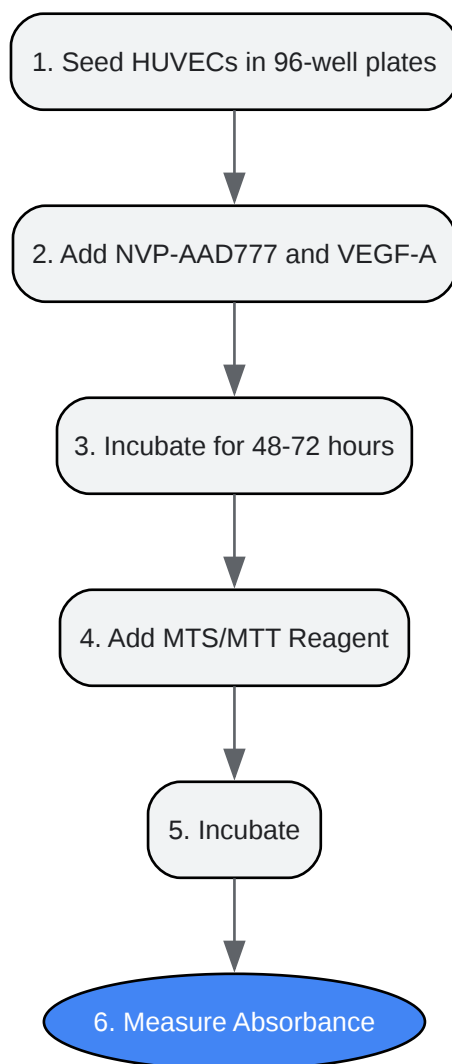 1. Seed HUVECs in 96-well plates
2. Add NVP-AAD777 and VEGF-A
3. Incubate for 48-72 hours
4. Add MTS/MTT Reagent
5. Incubate
6. Measure Absorbance